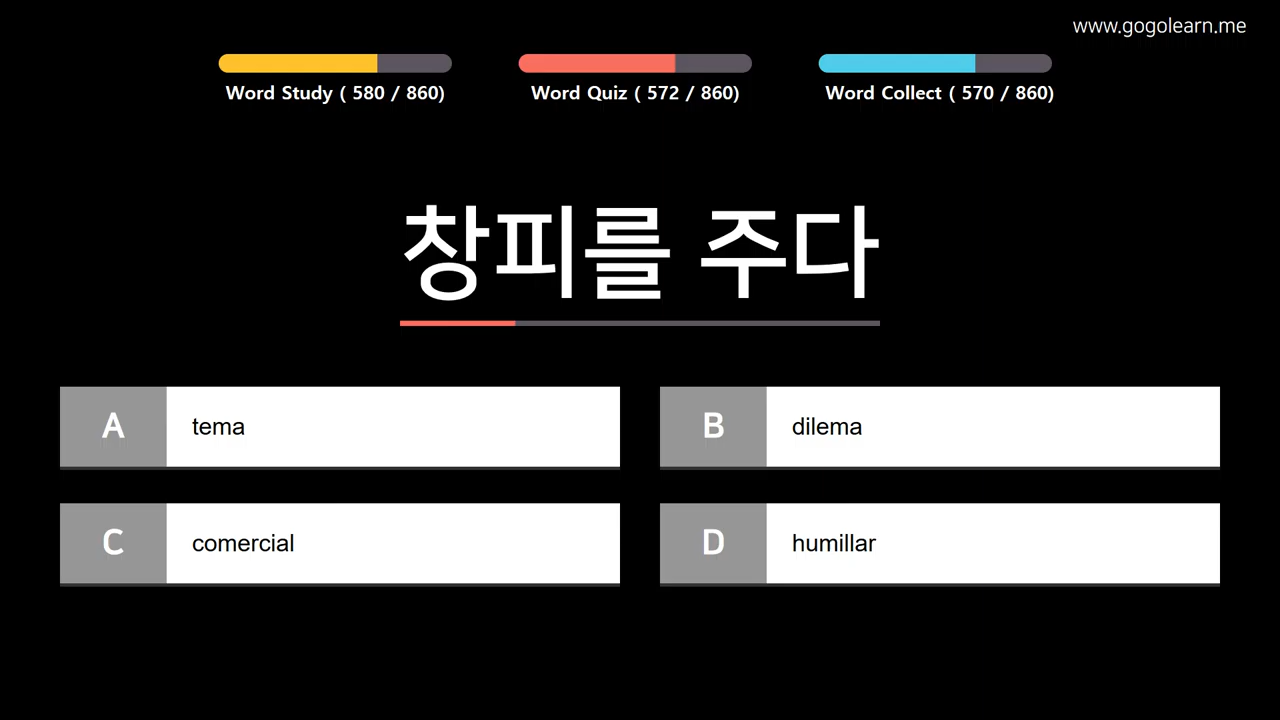 www.gogolearn.me
Word Study ( 580 / 860)
Word Quiz ( 572 / 860)
Word Collect ( 570 / 860)
창피를 주다
A
tema
B
dilema
C
comercial
D
humillar